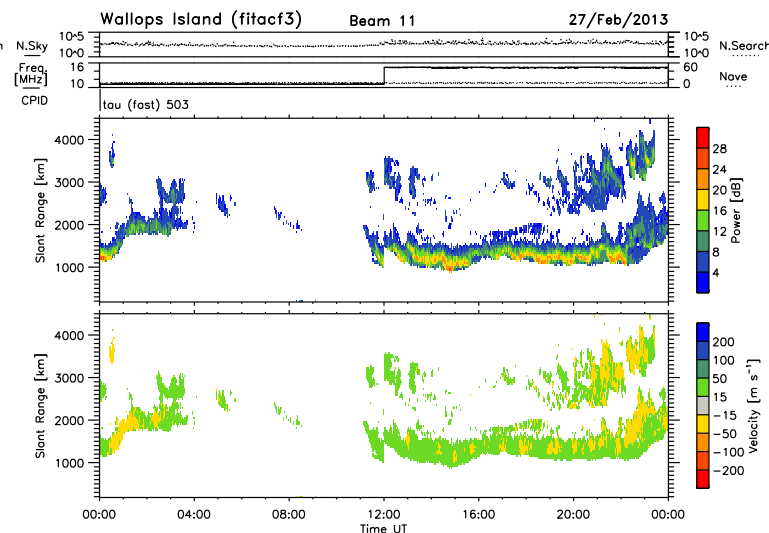 Wallops Island (fitacf3) Beam 11 27/Feb/2013
n N.Sky 10^5 10^0 10^5 10^0 N.Search
Freq. [MHz] 16 10 60 0 Nave
CPID tau (fast) 503
Slant Range [km] 4000 3000 2000 1000
28 24 20 16 12 8 4 Power [dB]
Slant Range [km] 4000 3000 2000 1000
200 100 50 15 -15 -50 -100 -200 Velocity [m s⁻¹]
00:00 04:00 08:00 12:00 16:00 20:00 00:00
Time UT